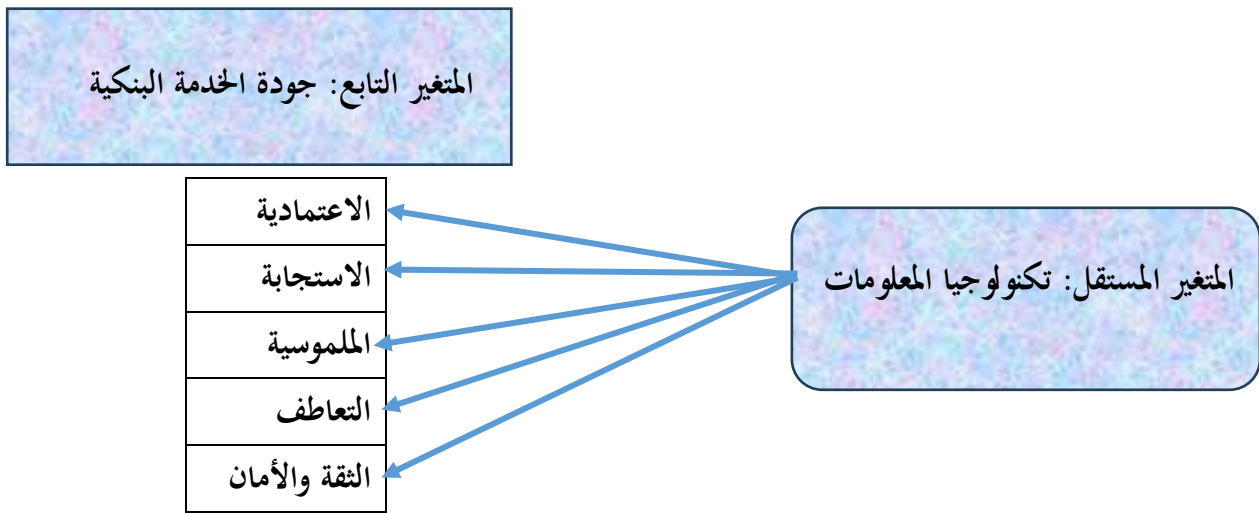 المتغير التابع: جودة الخدمة البنكية
الاعتمادية
المتغير المستقل: تكنولوجيا المعلومات
الاستجابة
الملموسية
التعاطف
الثقة والأمان